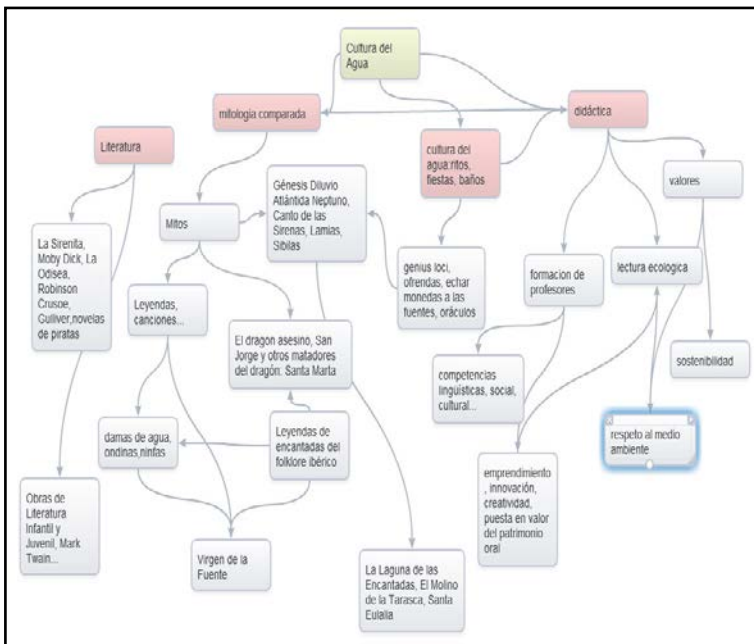 Cultura del
Agua
mitologia comparada
didáctica
Literatura
cultura del
agua:ritos,
fiestas, baños
valores
Génesis Diluvio
Atlántida Neptuno,
Canto de las
Sirenas, Lamias,
Sibilas
Mitos
La Sirenita,
Moby Dick, La
Odisea,
Robinson
Crusoe,
Gulliver,novelas
de piratas
genius loci,
ofrendas, echar
monedas a las
fuentes, oráculos
formacion de
profesores
lectura ecologica
Leyendas,
canciones...
El dragon asesino, San
Jorge y otros matadores
del dragón: Santa Marta
sostenibilidad
competencias
lingüísticas, social,
cultural...
damas de agua,
ondinas,ninfas
Leyendas de
encantadas del
folklore ibérico
respeto al medio
ambiente
emprendimiento
, innovación,
creatividad,
puesta en valor
del patrimonio
oral
Obras de
Literatura
Infantil y
Juvenil, Mark
Twain...
Virgen de la
Fuente
La Laguna de las
Encantadas, El Molino
de la Tarasca, Santa
Eulalia